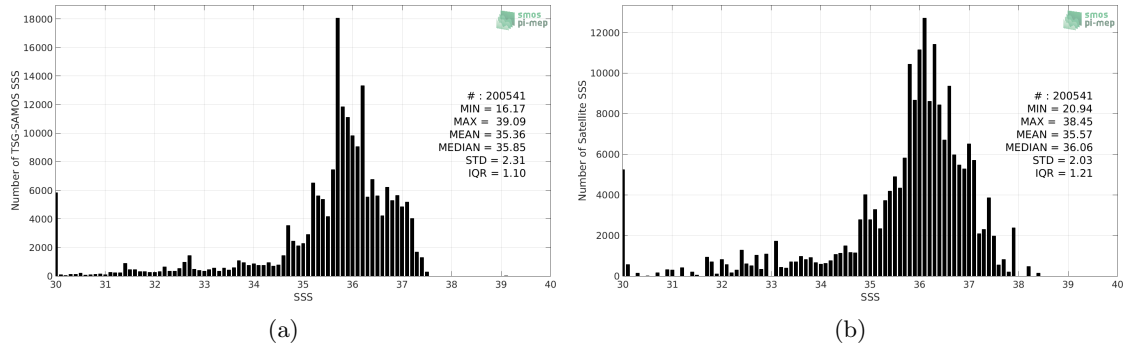 18000
16000
14000
12000
10000
8000
6000
4000
2000
0
30 31 32 33 34 35 36 37 38 39 40
SSS
Number of TSG-SAMOS SSS
smos
pi-mep
# : 200541
MIN = 16.17
MAX = 39.09
MEAN = 35.36
MEDIAN = 35.85
STD = 2.31
IQR = 1.10
(a)
12000
10000
8000
6000
4000
2000
0
30 31 32 33 34 35 36 37 38 39 40
SSS
Number of Satellite SSS
smos
pi-mep
# : 200541
MIN = 20.94
MAX = 38.45
MEAN = 35.57
MEDIAN = 36.06
STD = 2.03
IQR = 1.21
(b)